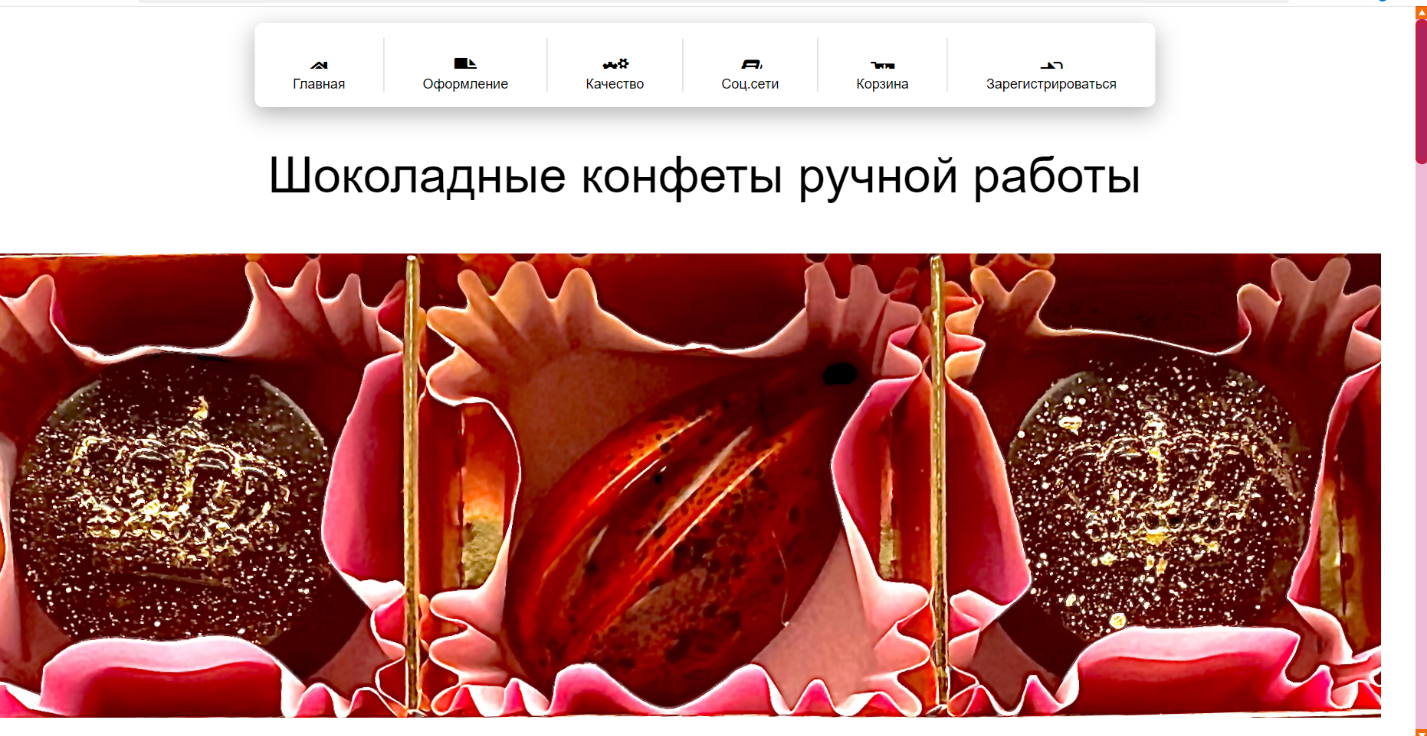 Главная Оформление Качество Соц.сети Корзина Зарегистрироваться
Шоколадные конфеты ручной работы